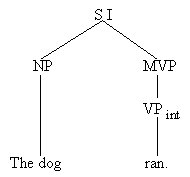 S I
NP MVP
VP int
The dog ran.